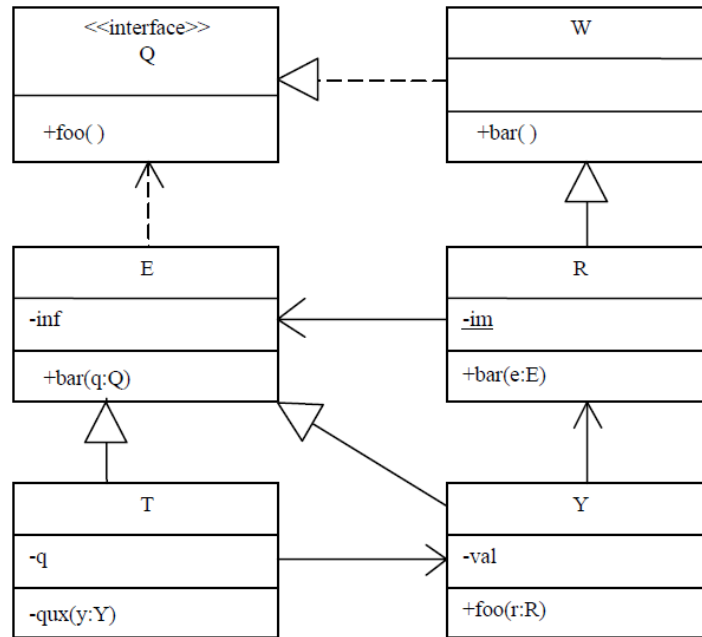 <<interface>>
Q
+foo( )
W
+bar( )
E
-inf
+bar(q:Q)
R
-im
+bar(e:E)
T
-q
-qux(y:Y)
Y
-val
+foo(r:R)